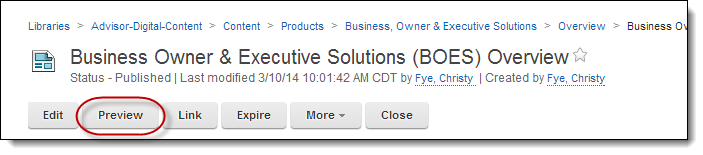 Libraries > Advisor-Digital-Content > Content > Products > Business, Owner & Executive Solutions > Overview > Business Ov
Business Owner & Executive Solutions (BOES) Overview
Status - Published | Last modified 3/10/14 10:01:42 AM CDT by Fye, Christy | Created by Fye, Christy
Edit Preview Link Expire More Close